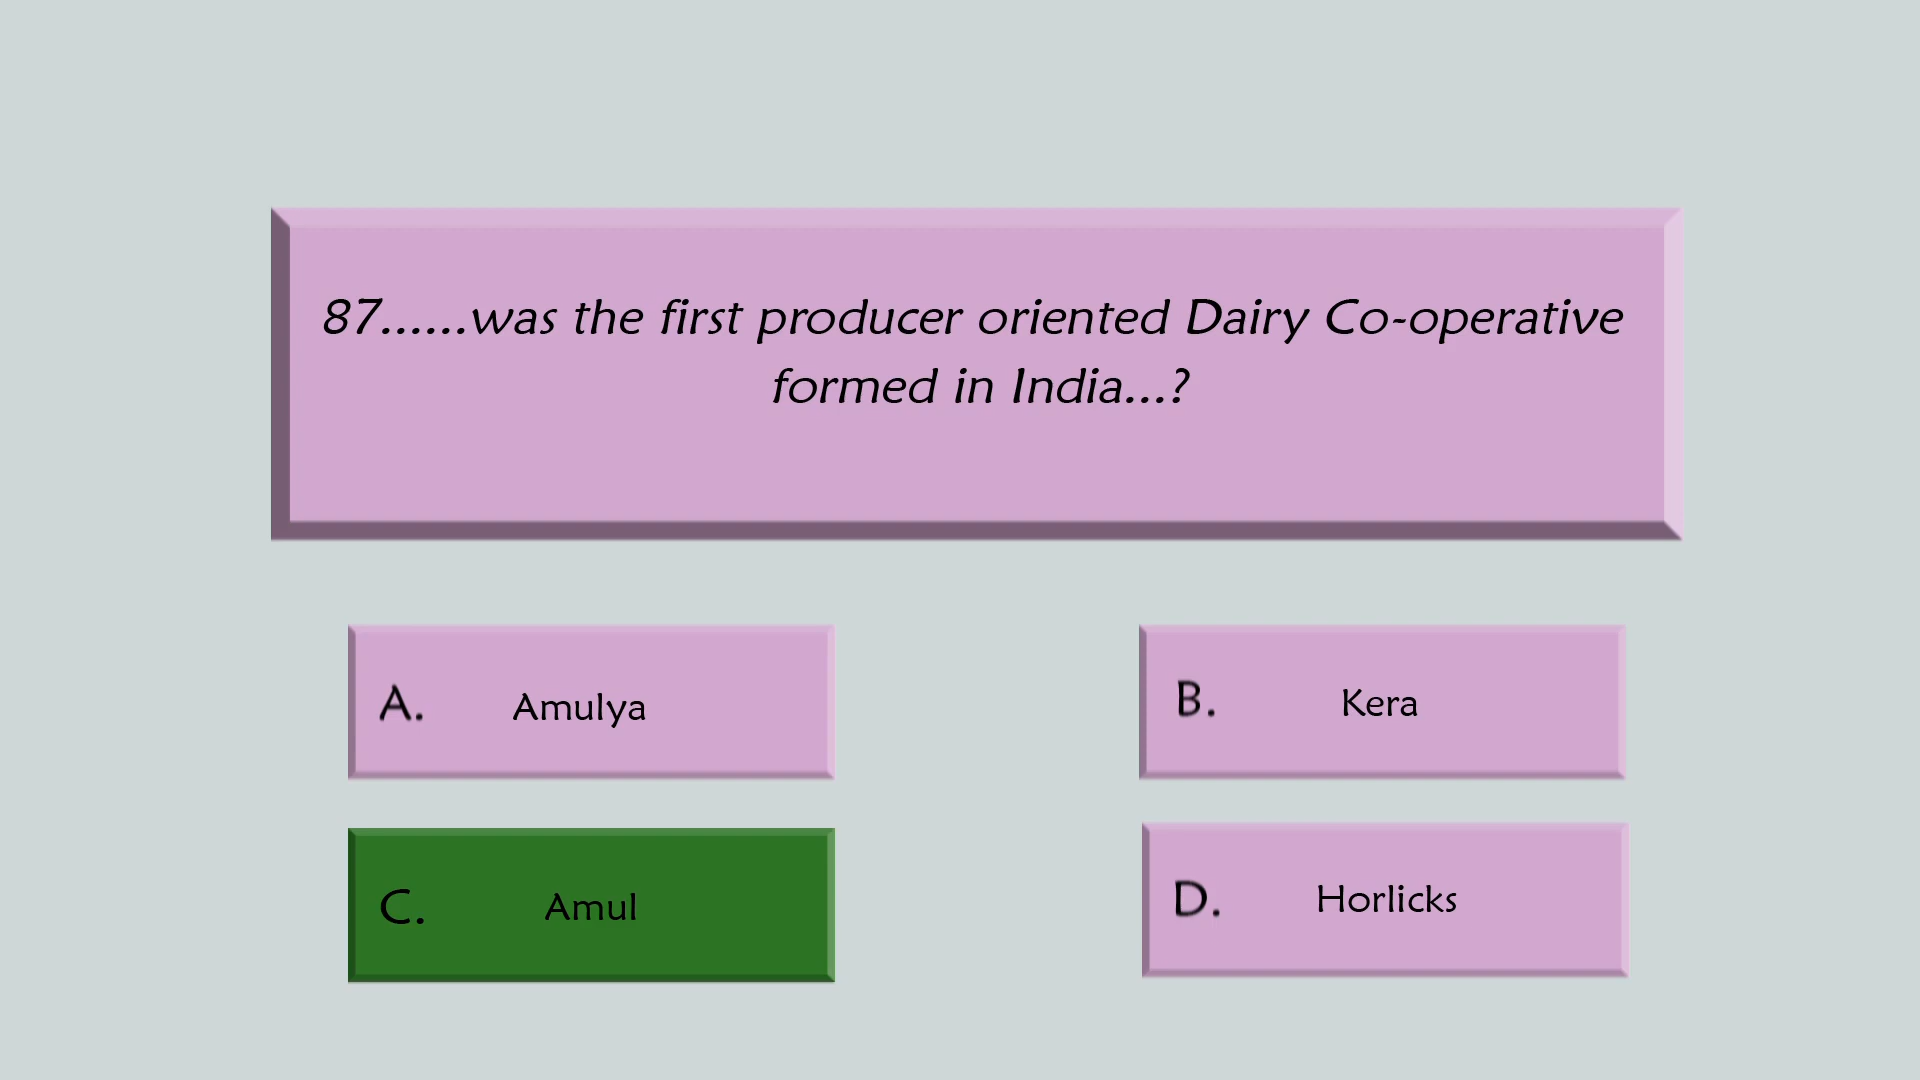 87......was the first producer oriented Dairy Co-operative
formed in India...?
A. Amulya
B. Kera
C. Amul
D. Horlicks